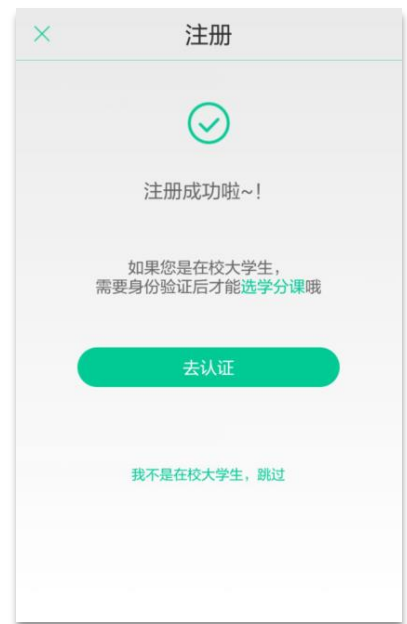 注册
注册成功啦~!
如果您是在校大学生,
需要身份验证后才能选学分课哦
去认证
我不是在校大学生，跳过